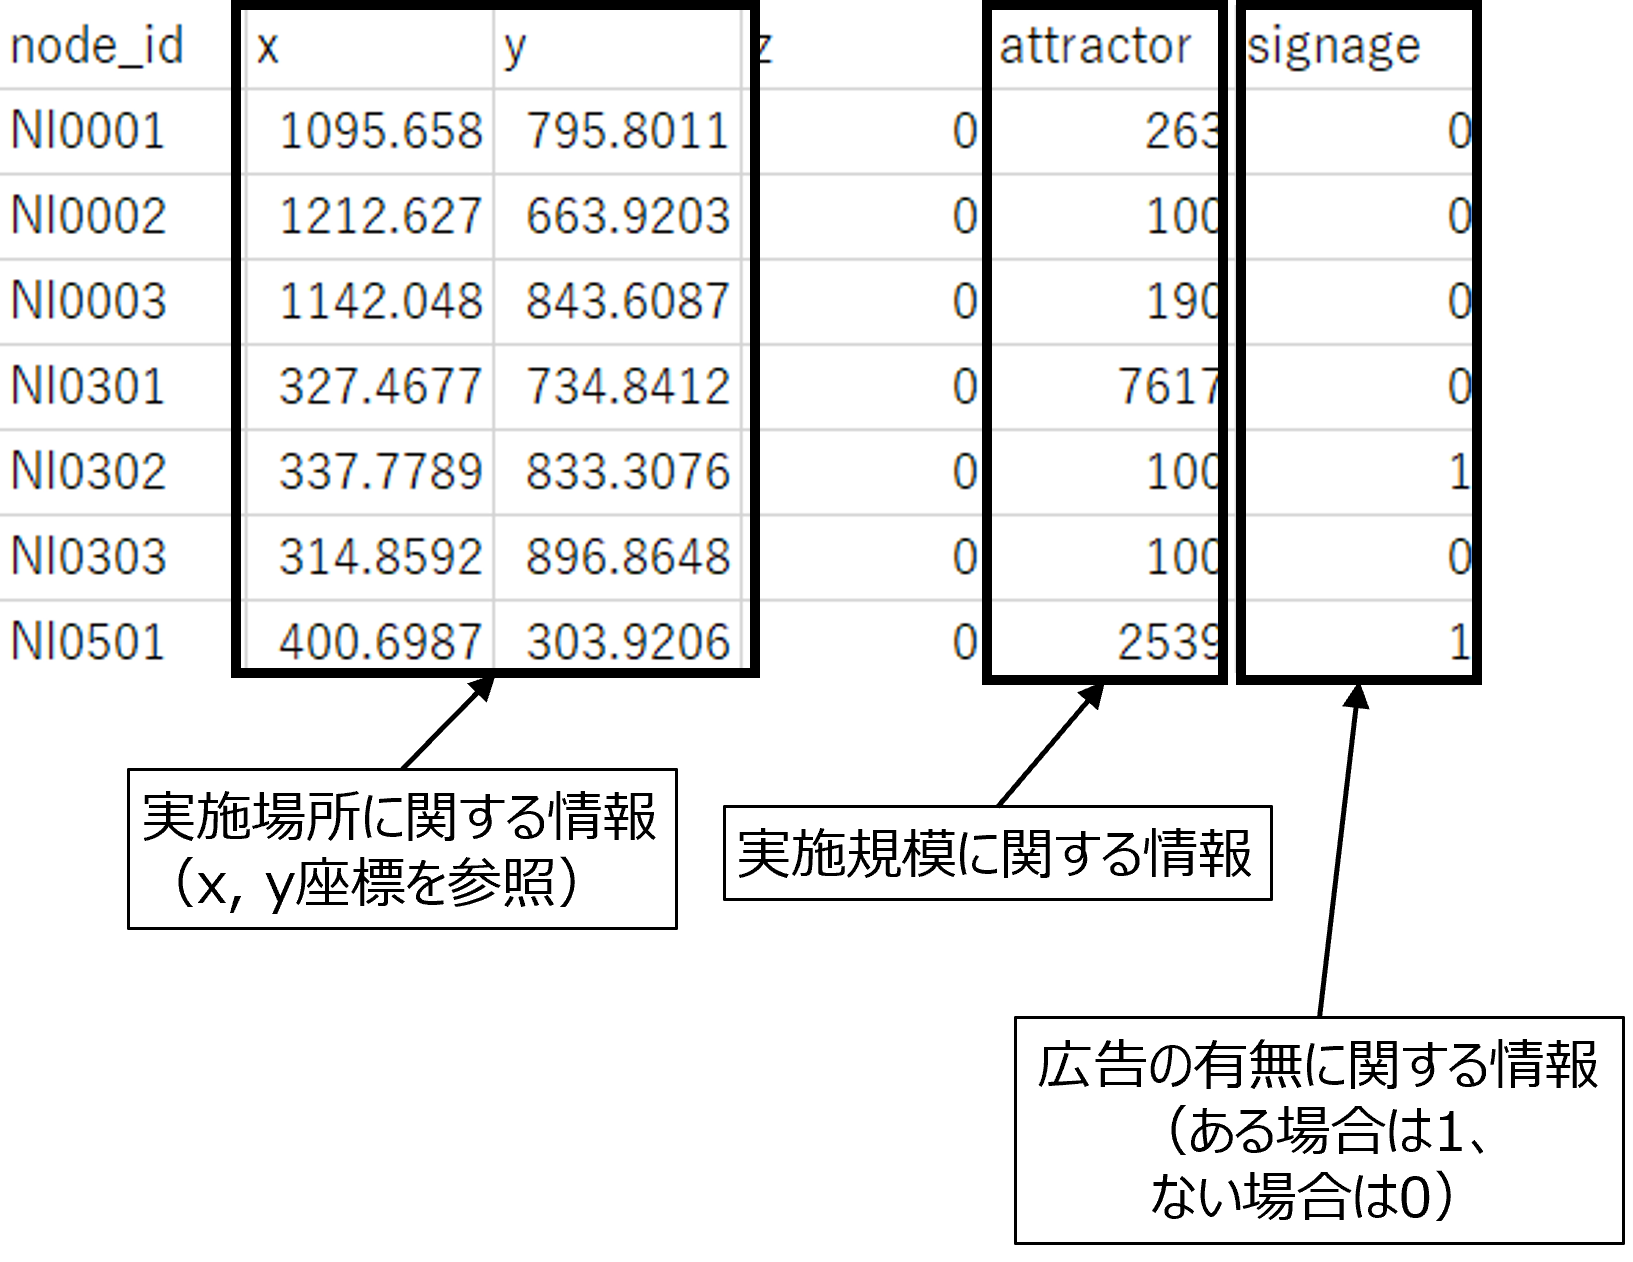 node_id x y z attractor signage
NI0001 1095.658 795.8011 0 263 0
NI0002 1212.627 663.9203 0 100 0
NI0003 1142.048 843.6087 0 190 0
NI0301 327.4677 734.8412 0 7617 0
NI0302 337.7789 833.3076 0 100 1
NI0303 314.8592 896.8648 0 100 0
NI0501 400.6987 303.9206 0 2539 1
実施場所に関する情報
（x, y座標を参照）
実施規模に関する情報
広告の有無に関する情報
（ある場合は1、
ない場合は0）